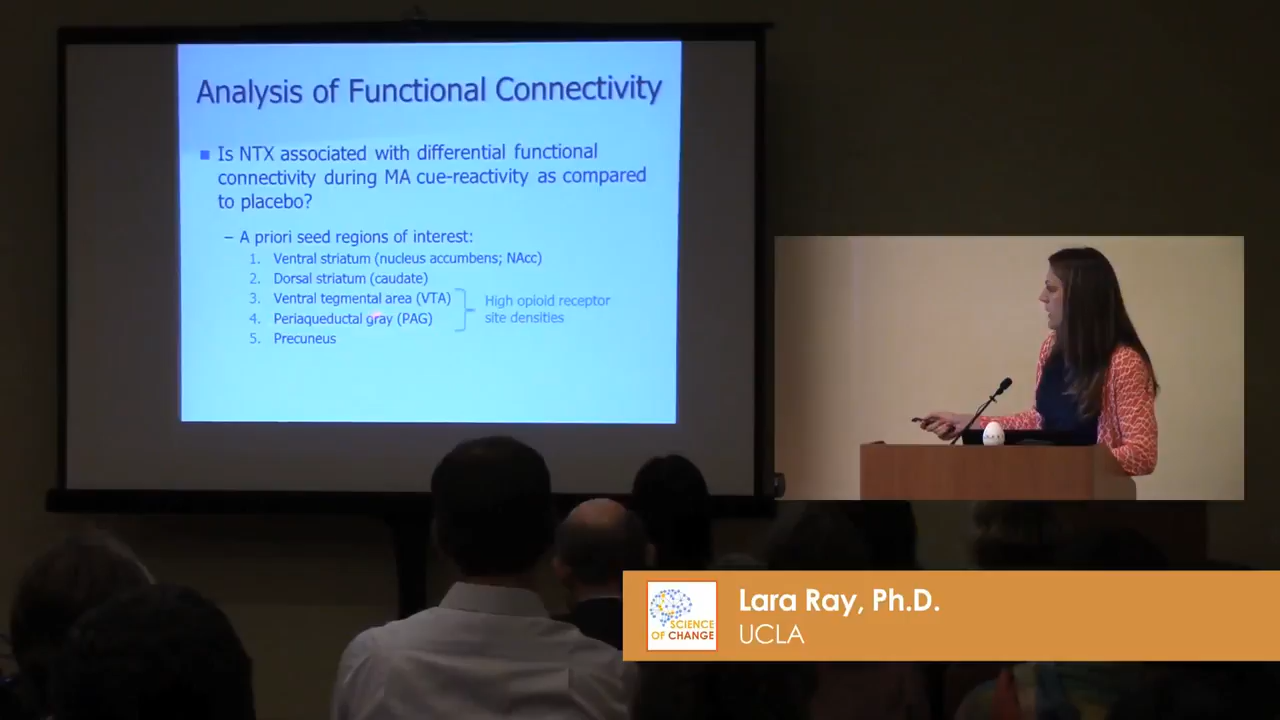 Analysis of Functional Connectivity
Is NTX associated with differential functional
connectivity during MA cue-reactivity as compared
to placebo?
– A priori seed regions of interest:
1. Ventral striatum (nucleus accumbens; NAcc)
2. Dorsal striatum (caudate)
3. Ventral tegmental area (VTA)
4. Periaqueductal gray (PAG)
5. Precuneus
High opioid receptor
site densities
SCIENCE
OF CHANGE
Lara Ray, Ph.D.
UCLA